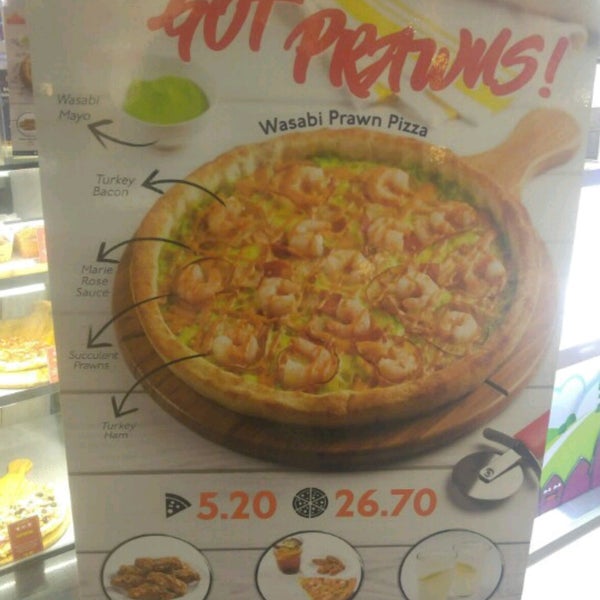 GOT
PRAWNS!
Wasabi Prawn Pizza
Wasabi
Mayo
Turkey
Bacon
Marie
Rose
Sauce
Succulent
Prawns
Turkey
Ham
5.20 26.70